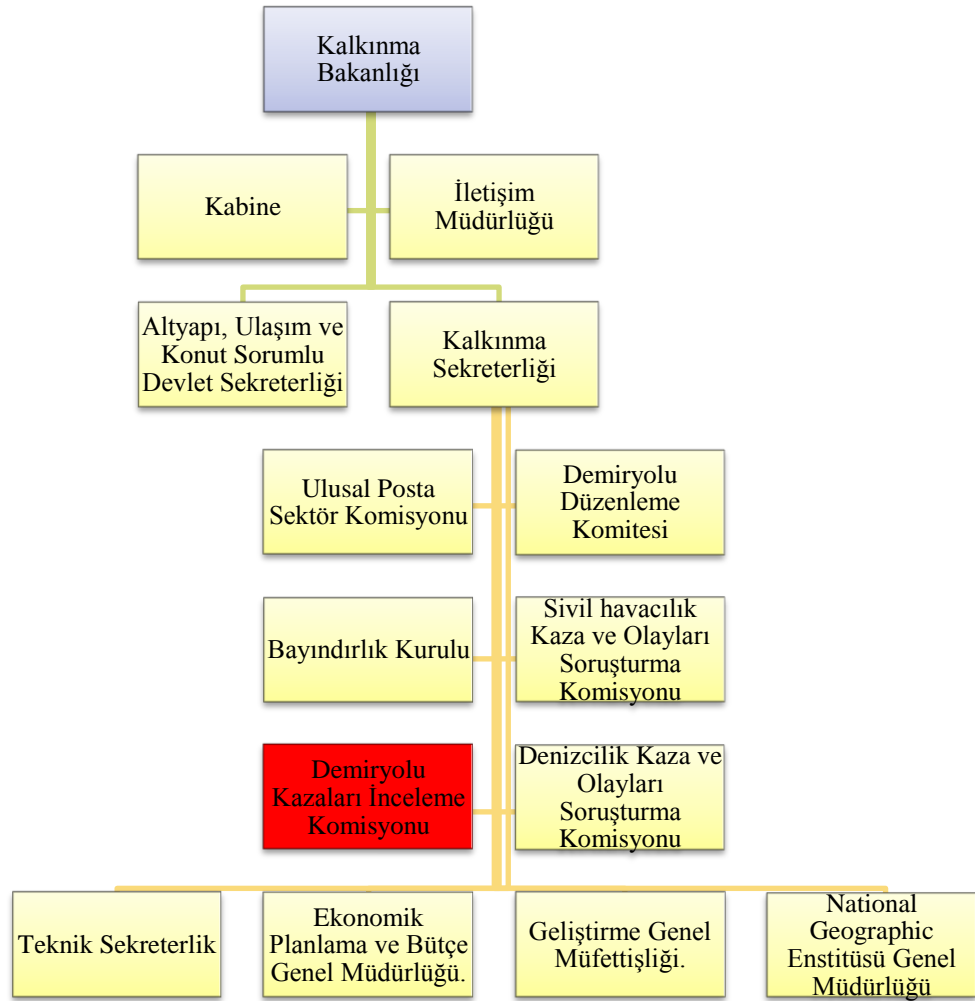 Kalkınma
Bakanlığı
Kabine
İletişim
Müdürlüğü
Altyapı, Ulaşım ve
Konut Sorumlu
Devlet Sekreterliği
Kalkınma
Sekreterliği
Ulusal Posta
Sektör Komisyonu
Demiryolu
Düzenleme
Komitesi
Bayındırlık Kurulu
Sivil havacılık
Kaza ve Olayları
Soruşturma
Komisyonu
Demiryolu
Kazaları İnceleme
Komisyonu
Denizcilik Kaza ve
Olayları
Soruşturma
Komisyonu
Teknik Sekreterlik
Ekonomik
Planlama ve Bütçe
Genel Müdürlüğü.
Geliştirme Genel
Müfettişliği.
National
Geographic
Enstitüsü Genel
Müdürlüğü